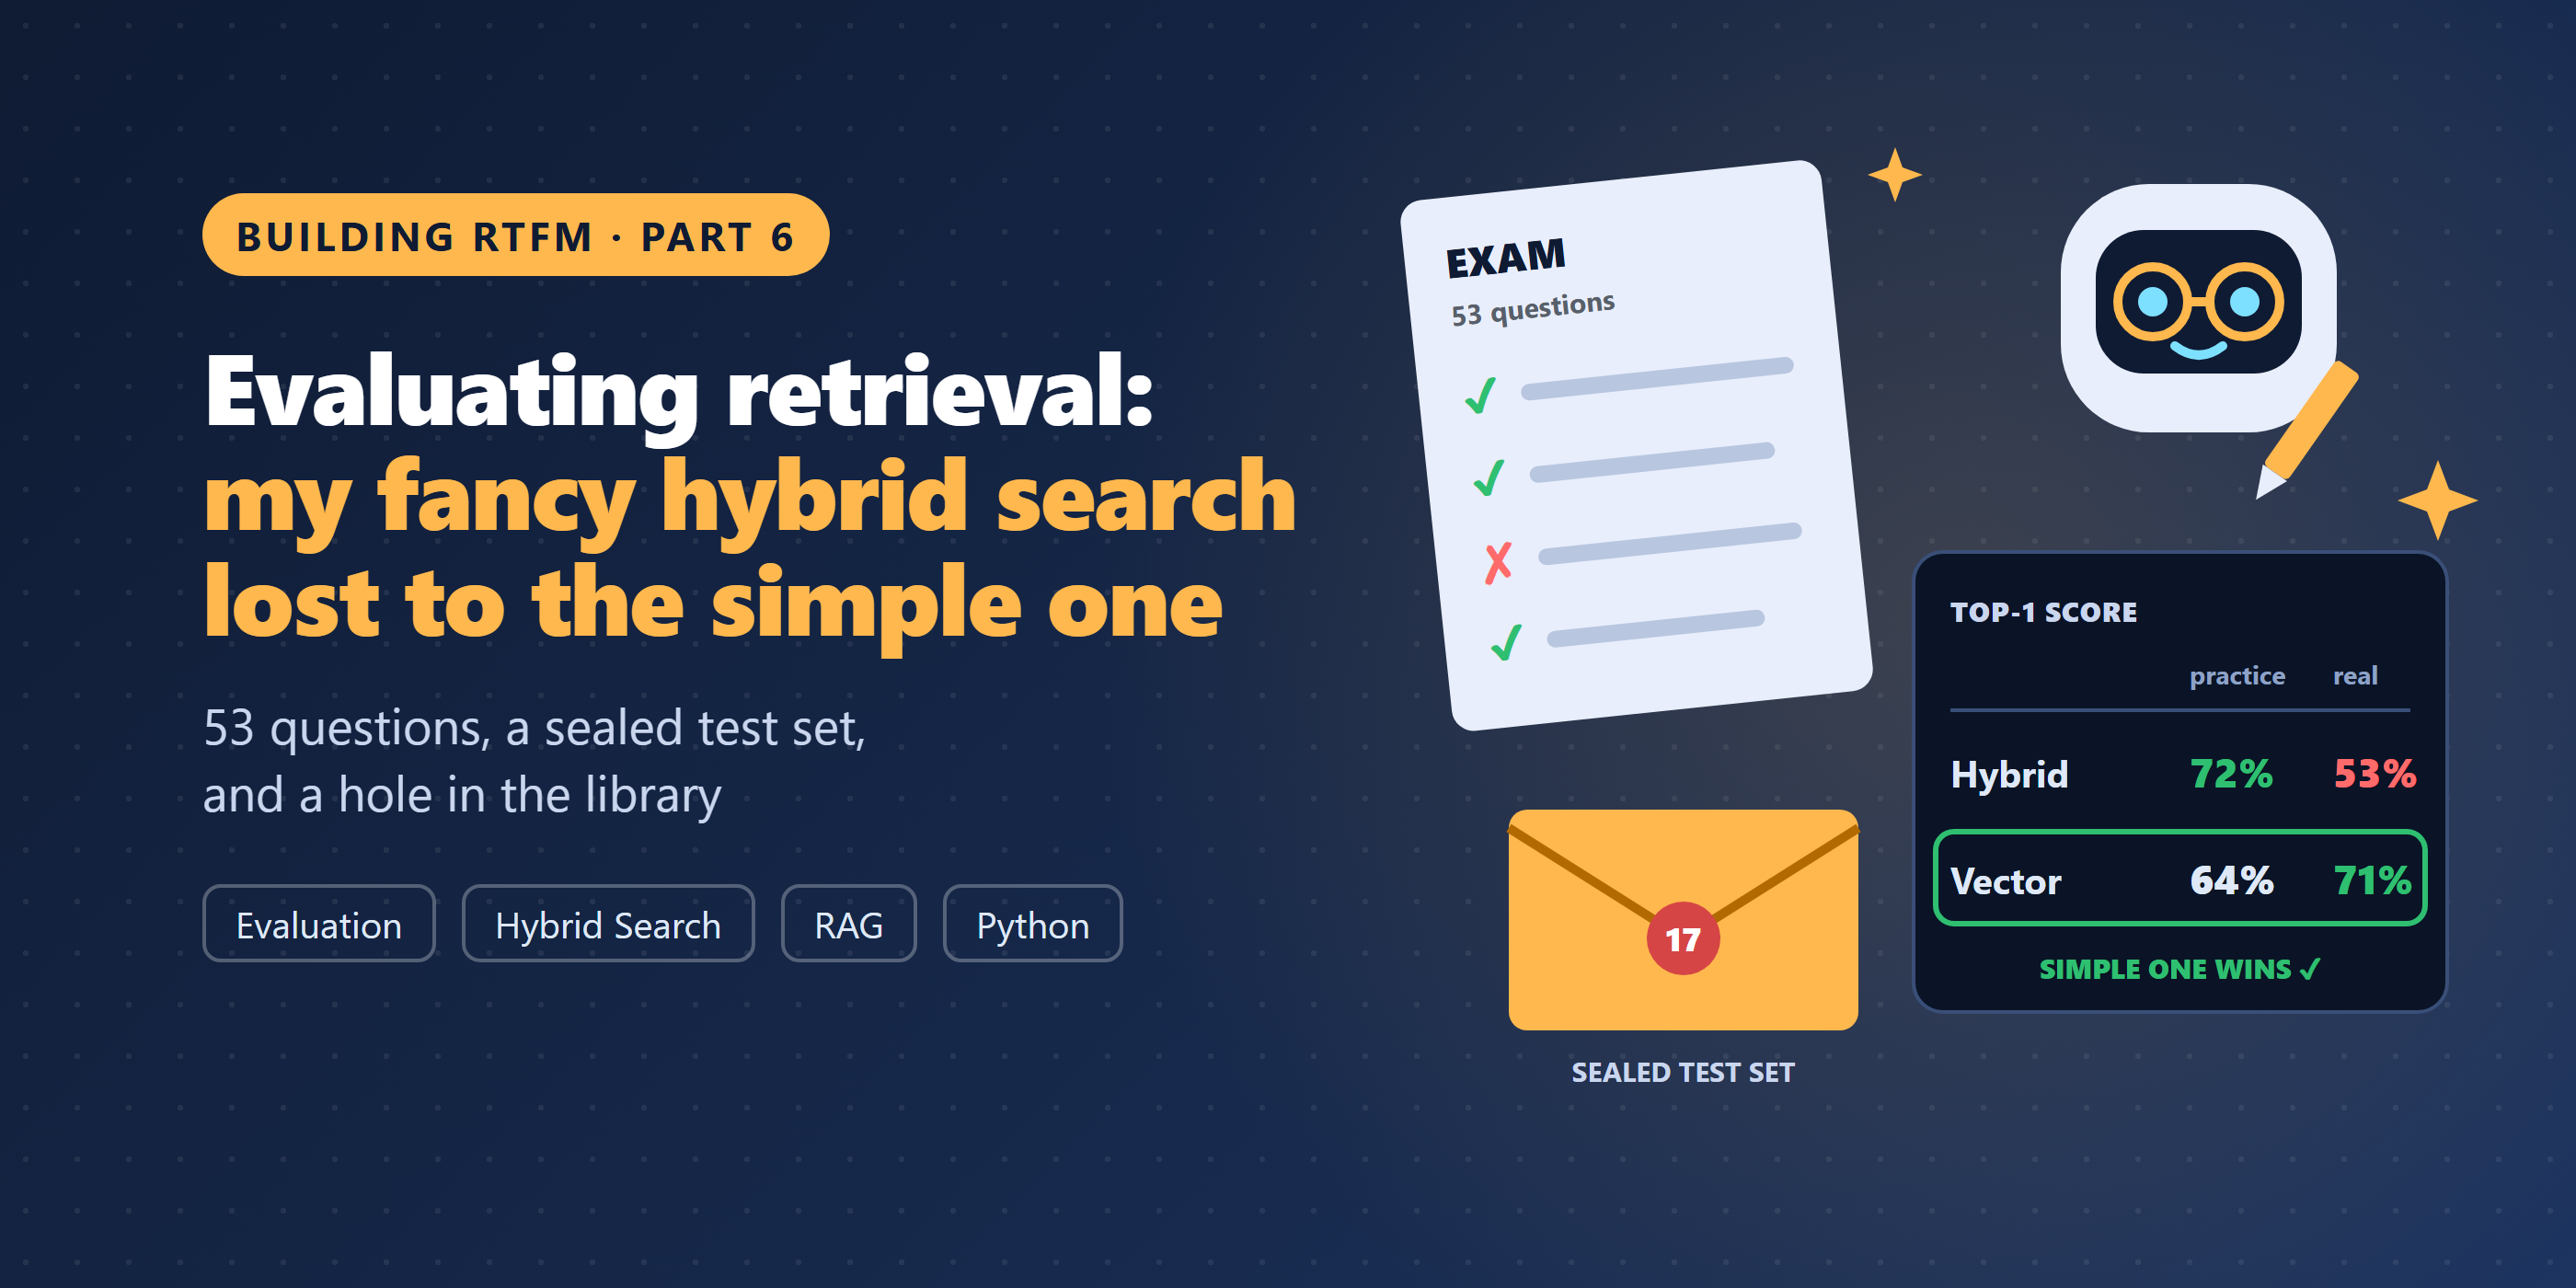 BUILDING RTFM · PART 6
Evaluating retrieval:
my fancy hybrid search
lost to the simple one
53 questions, a sealed test set,
and a hole in the library
Evaluation
Hybrid Search
RAG
Python
EXAM
53 questions
✓
✓
✗
✓
17
SEALED TEST SET
TOP-1 SCORE
practice real
Hybrid 72% 53%
Vector 64% 71%
SIMPLE ONE WINS ✓